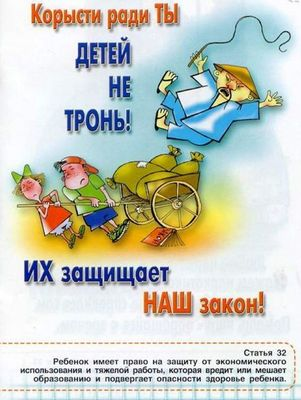 Корысти ради ТЫ
ДЕТЕЙ
НЕ
ТРОНЬ!
ИХ защищает
НАШ закон!
Статья 32
Ребенок имеет право на защиту от экономического
использования и тяжелой работы, которая вредит или мешает
образованию и подвергает опасности здоровье ребенка.